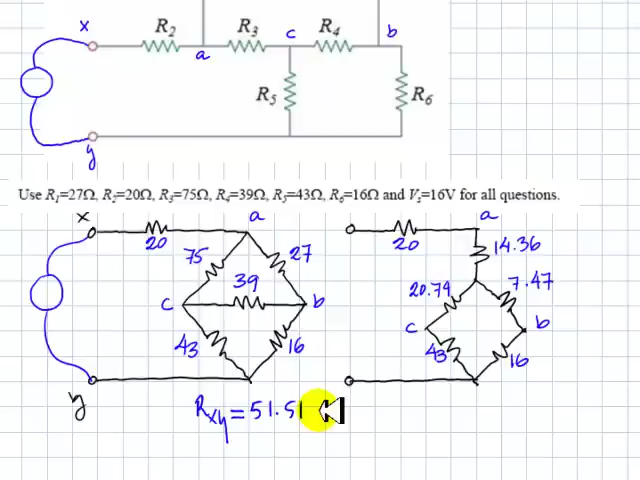 x R₂ a R₃ c R₄ b
R₅ R₆
y
Use R₁=27Ω, R₂=20Ω, R₃=75Ω, R₄=39Ω, R₅=43Ω, R₆=16Ω and Vₛ=16V for all questions.
x 20 a
75 27
c 39 b
43 16
y
20 a
14.36
20.74 7.47
c b
43 16
Rxy = 51.51